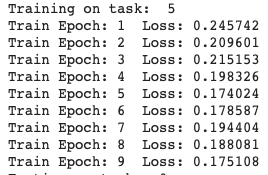 Training on task:  5
Train Epoch: 1  Loss: 0.245742
Train Epoch: 2  Loss: 0.209601
Train Epoch: 3  Loss: 0.215153
Train Epoch: 4  Loss: 0.198326
Train Epoch: 5  Loss: 0.174024
Train Epoch: 6  Loss: 0.178587
Train Epoch: 7  Loss: 0.194404
Train Epoch: 8  Loss: 0.188081
Train Epoch: 9  Loss: 0.175108